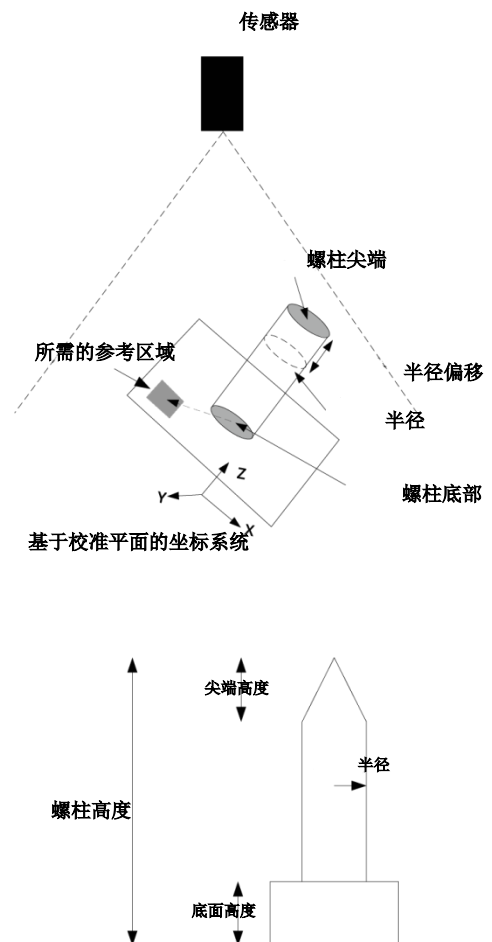 传感器
螺柱尖端
所需的参考区域
半径偏移
半径
螺柱底部
Z
Y
X
基于校准平面的坐标系统
尖端高度
半径
螺柱高度
底面高度